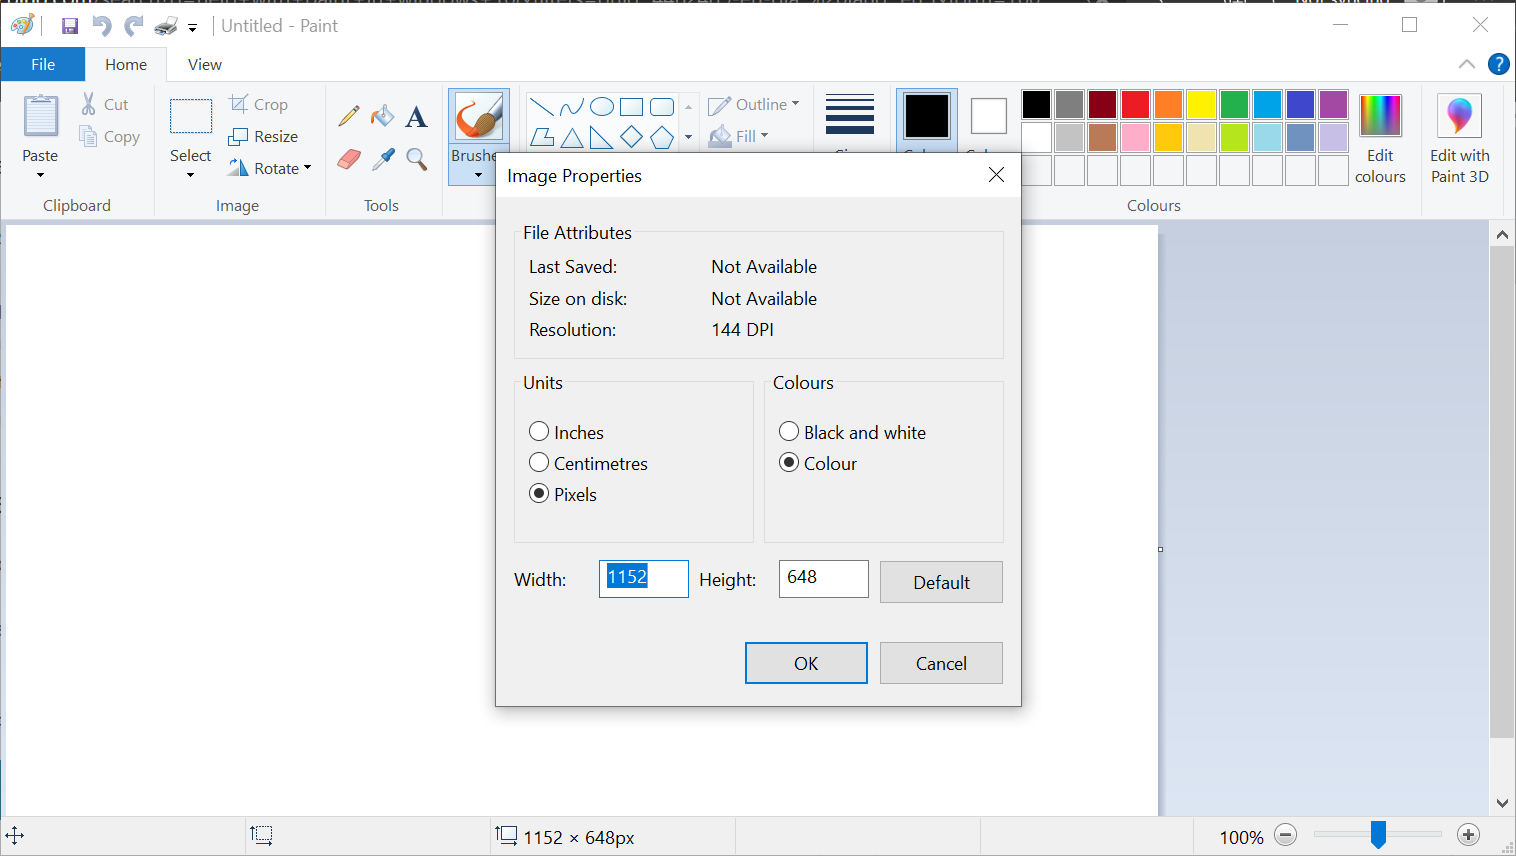 Untitled - Paint
File
Home
View
?
Paste
Cut
Copy
Clipboard
Select
Crop
Resize
Rotate
Image
A
Tools
Brushe
Outline
Fill
Edit
colours
Edit with
Paint 3D
Colours
Image Properties
File Attributes
Last Saved: Not Available
Size on disk: Not Available
Resolution: 144 DPI
Units
Inches
Centimetres
Pixels
Colours
Black and white
Colour
Width: 1152 Height: 648 Default
OK Cancel
1152 × 648px
100%